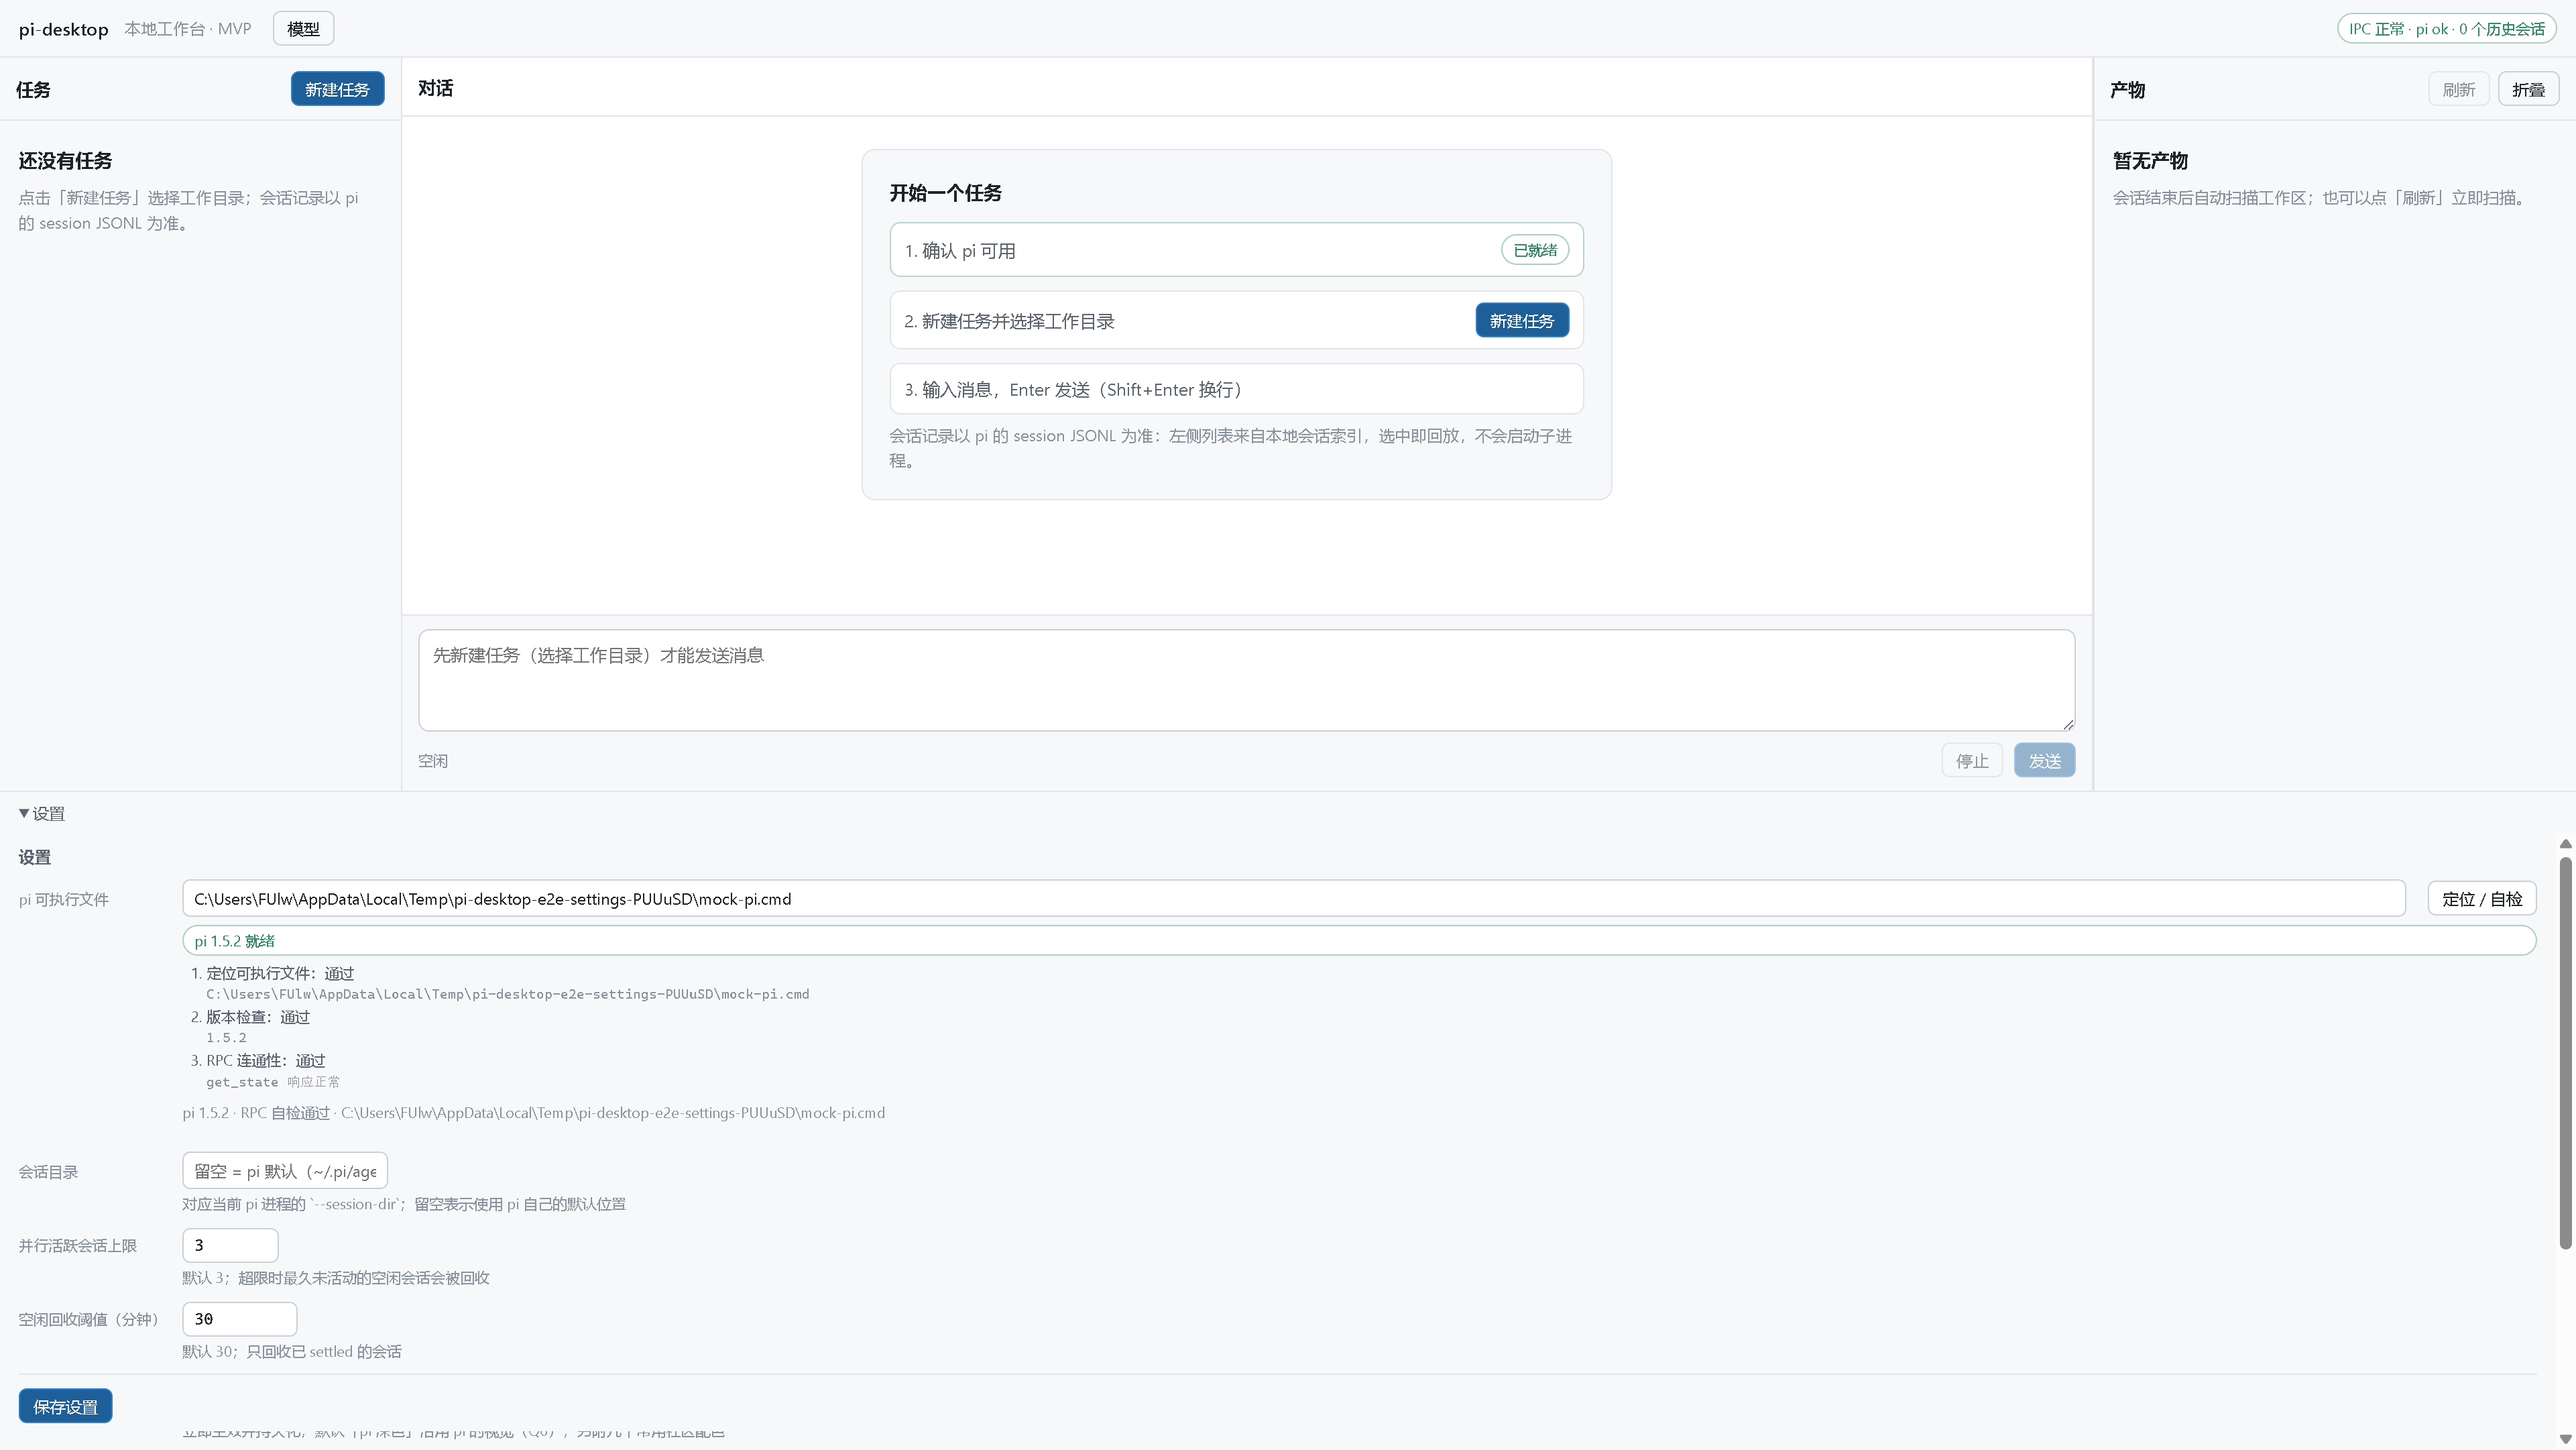 pi-desktop 本地工作台 · MVP 模型
IPC 正常 · pi ok · 0 个历史会话
任务 新建任务
还没有任务
点击「新建任务」选择工作目录；会话记录以 pi
的 session JSONL 为准。
对话
开始一个任务
1. 确认 pi 可用 已就绪
2. 新建任务并选择工作目录 新建任务
3. 输入消息，Enter 发送（Shift+Enter 换行）
会话记录以 pi 的 session JSONL 为准：左侧列表来自本地会话索引，选中即回放，不会启动子进
程。
先新建任务（选择工作目录）才能发送消息
空闲 停止 发送
产物 刷新 折叠
暂无产物
会话结束后自动扫描工作区；也可以点「刷新」立即扫描。
▼设置
设置
pi 可执行文件 C:\Users\FUlw\AppData\Local\Temp\pi-desktop-e2e-settings-PUUuSD\mock-pi.cmd 定位 / 自检
pi 1.5.2 就绪
1. 定位可执行文件：通过
C:\Users\FUlw\AppData\Local\Temp\pi-desktop-e2e-settings-PUUuSD\mock-pi.cmd
2. 版本检查：通过
1.5.2
3. RPC 连通性：通过
get_state 响应正常
pi 1.5.2 · RPC 自检通过 · C:\Users\FUlw\AppData\Local\Temp\pi-desktop-e2e-settings-PUUuSD\mock-pi.cmd
会话目录 留空 = pi 默认（~/.pi/age
对应当前 pi 进程的 `--session-dir`；留空表示使用 pi 自己的默认位置
并行活跃会话上限 3
默认 3；超限时最久未活动的空闲会话会被回收
空闲回收阈值（分钟） 30
默认 30；只回收已 settled 的会话
保存设置